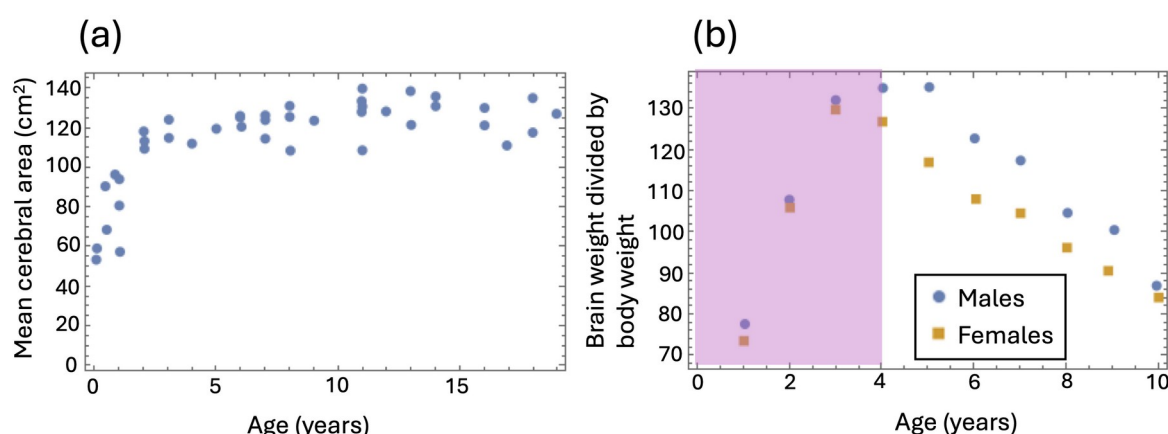 (a)
Mean cerebral area (cm²)
140
120
100
80
60
40
20
0
0 5 10 15
Age (years)
(b)
Brain weight divided by
body weight
130
120
110
100
90
80
70
0 2 4 6 8 10
Age (years)
Males
Females